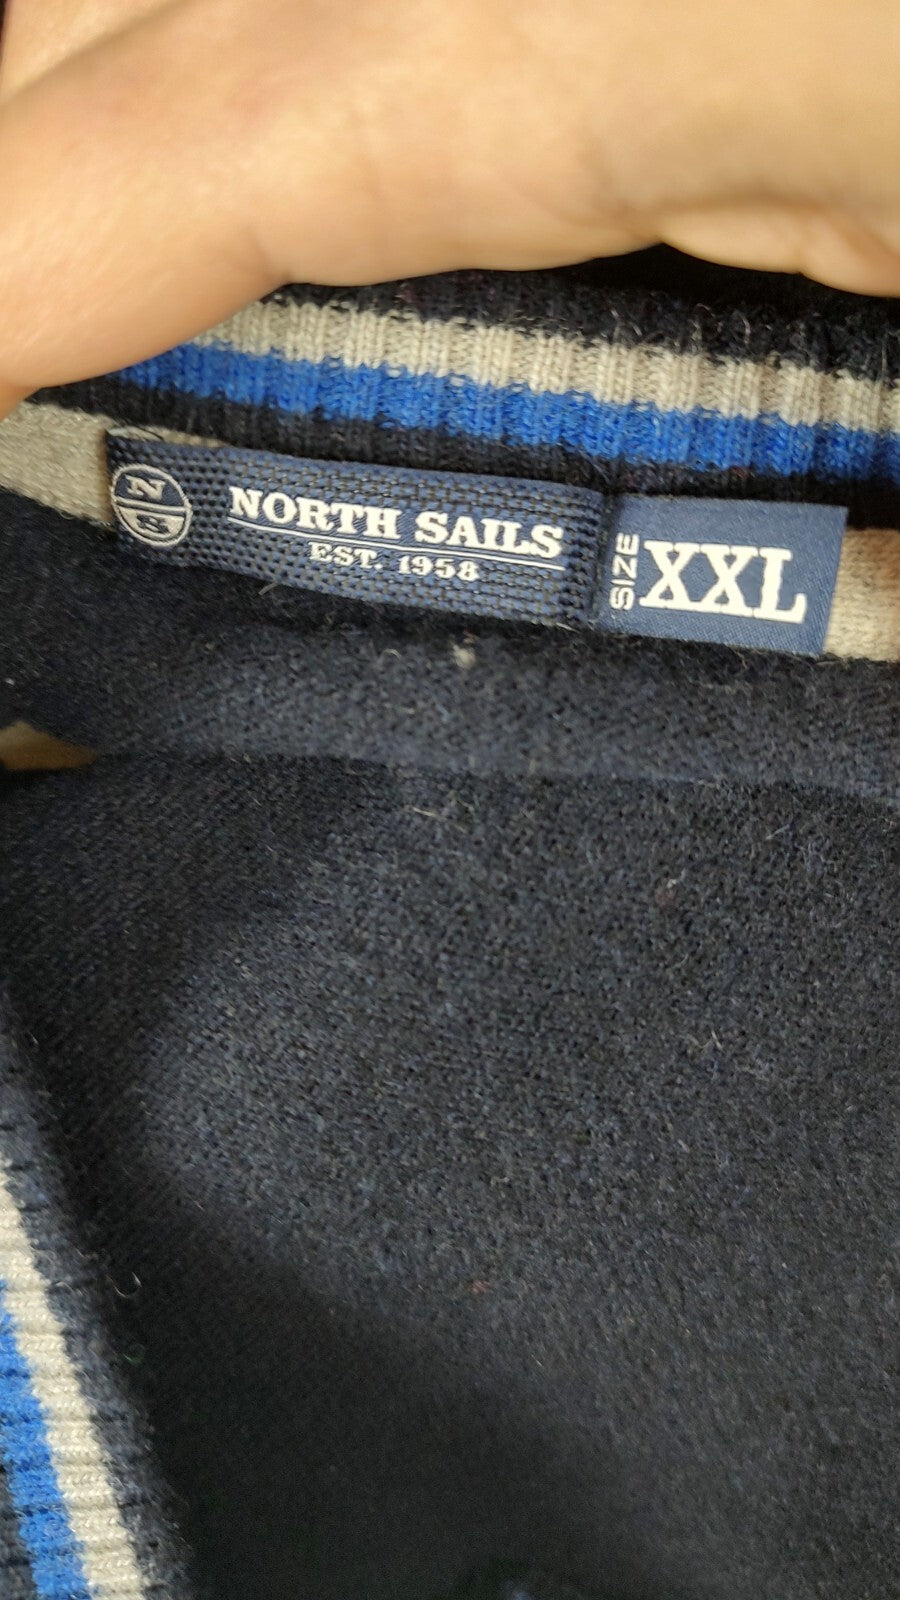 N
S
NORTH SAILS
EST. 1958
SIZE
XXL